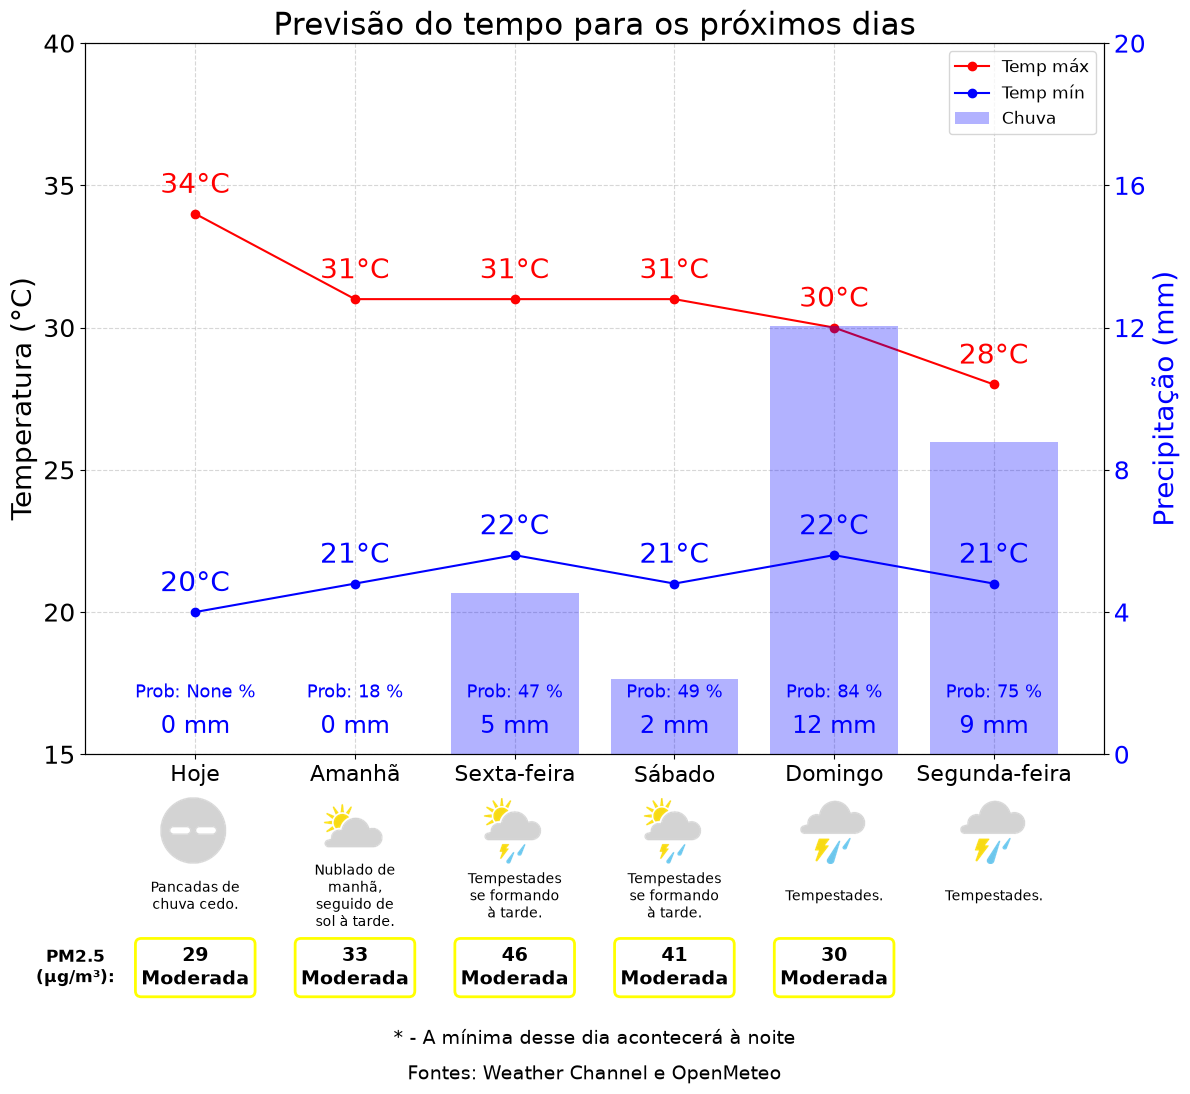 Previsão do tempo para os próximos dias
40
35
30
25
20
15
Temperatura (°C)
20
16
12
8
4
0
Precipitação (mm)
Temp máx
Temp mín
Chuva
34°C
31°C
31°C
31°C
30°C
28°C
20°C
21°C
22°C
21°C
22°C
21°C
Prob: None %
Prob: 18 %
Prob: 47 %
Prob: 49 %
Prob: 84 %
Prob: 75 %
0 mm
0 mm
5 mm
2 mm
12 mm
9 mm
Hoje
Amanhã
Sexta-feira
Sábado
Domingo
Segunda-feira
Pancadas de
chuva cedo.
Nublado de
manhã,
seguido de
sol à tarde.
Tempestades
se formando
à tarde.
Tempestades
se formando
à tarde.
Tempestades.
Tempestades.
PM2.5
(µg/m³):
29
Moderada
33
Moderada
46
Moderada
41
Moderada
30
Moderada
* - A mínima desse dia acontecerá à noite
Fontes: Weather Channel e OpenMeteo